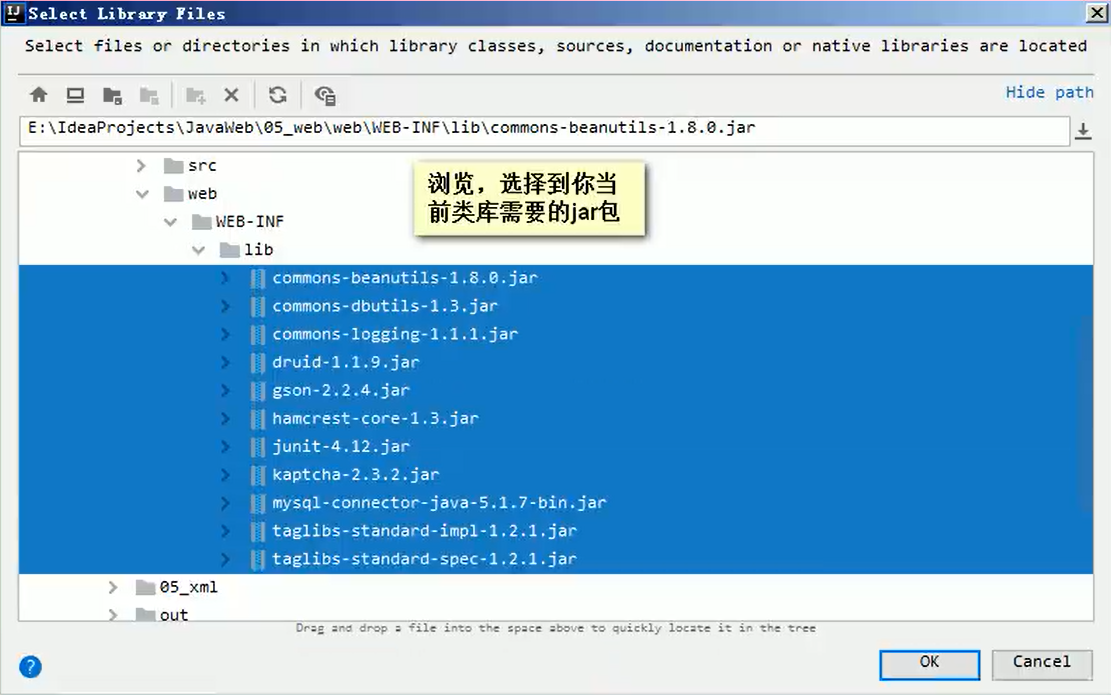 Select Library Files
Select files or directories in which library classes, sources, documentation or native libraries are located
Hide path
E:\IdeaProjects\JavaWeb\05_web\web\WEB-INF\lib\commons-beanutils-1.8.0.jar
src
浏览，选择到你当
前类库需要的jar包
web
WEB-INF
lib
commons-beanutils-1.8.0.jar
commons-dbutils-1.3.jar
commons-logging-1.1.1.jar
druid-1.1.9.jar
gson-2.2.4.jar
hamcrest-core-1.3.jar
junit-4.12.jar
kaptcha-2.3.2.jar
mysql-connector-java-5.1.7-bin.jar
taglibs-standard-impl-1.2.1.jar
taglibs-standard-spec-1.2.1.jar
05_xml
out
Drag and drop a file into the space above to quickly locate it in the tree
?
OK
Cancel